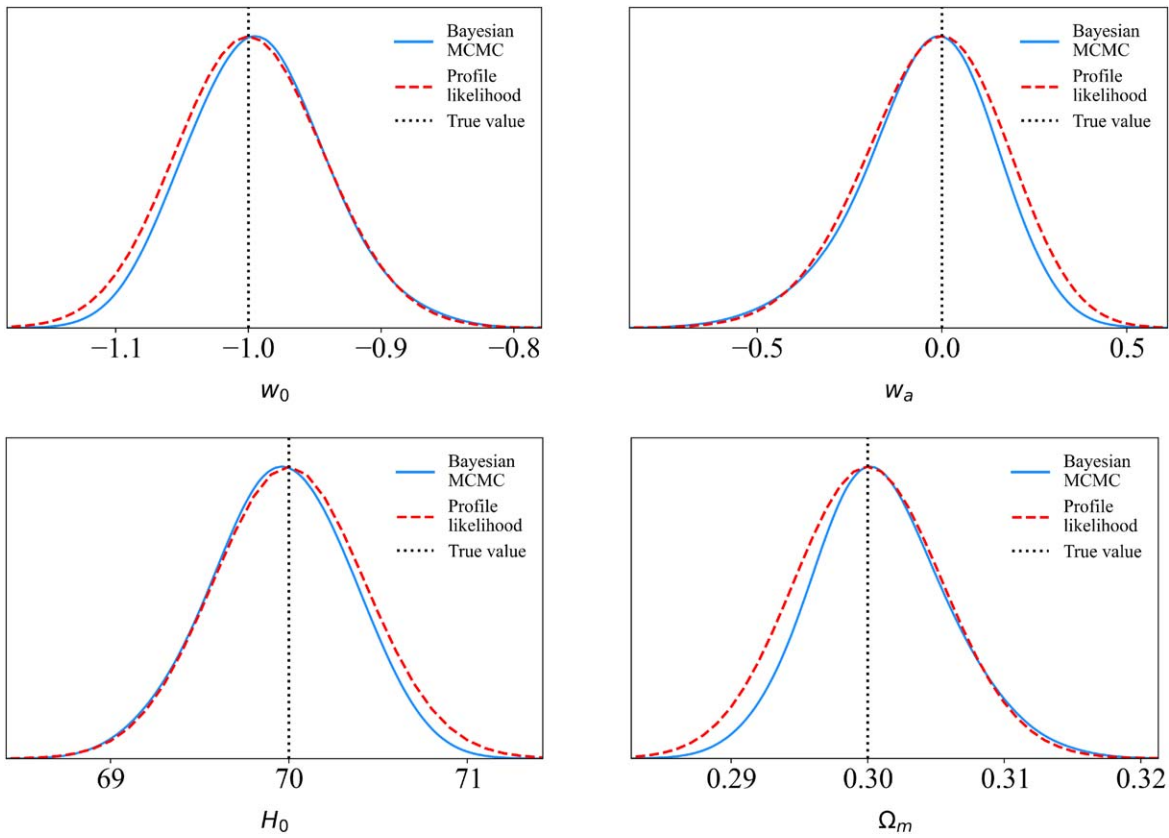 Bayesian
MCMC
Profile
likelihood
True value
−1.1 −1.0 −0.9 −0.8
w₀
Bayesian
MCMC
Profile
likelihood
True value
−0.5 0.0 0.5
wₐ
Bayesian
MCMC
Profile
likelihood
True value
69 70 71
H₀
Bayesian
MCMC
Profile
likelihood
True value
0.29 0.30 0.31 0.32
Ωₘ